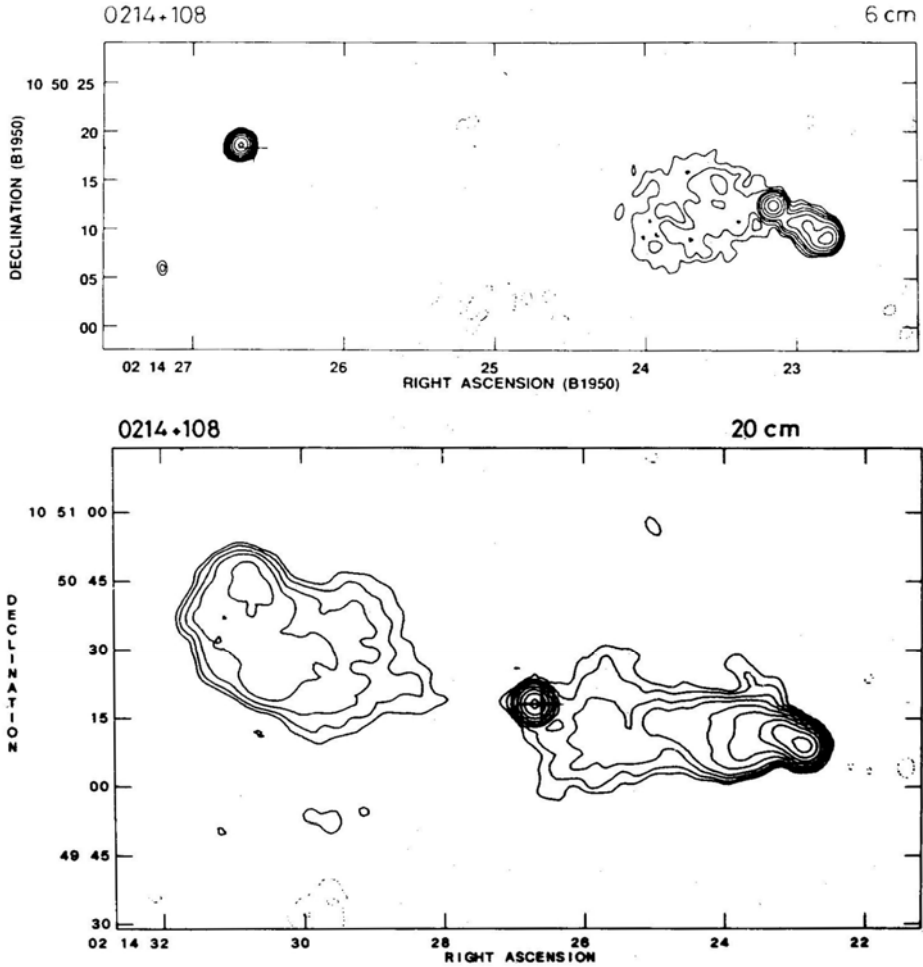 0214+108 6 cm
10 50 25
20
15
10
05
00
DECLINATION (B1950)
02 14 27 26 25 24 23
RIGHT ASCENSION (B1950)
0214+108 20 cm
10 51 00
50 45
30
15
00
49 45
30
DECLINATION
02 14 32 30 28 26 24 22
RIGHT ASCENSION